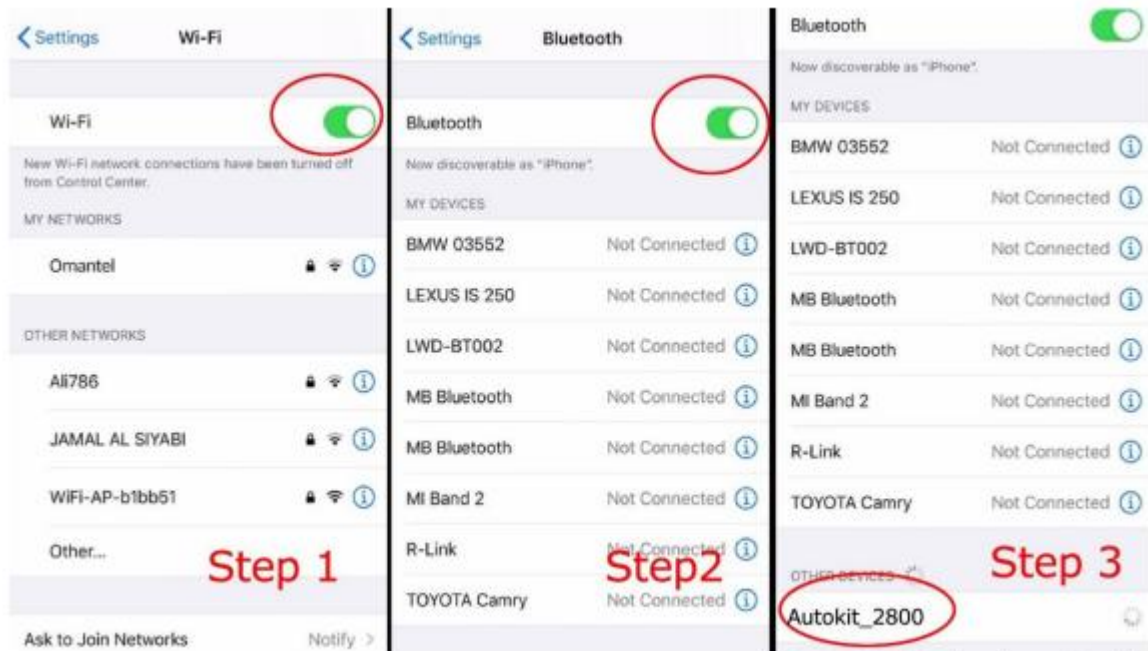 Settings Wi-Fi
Wi-Fi
New Wi-Fi network connections have been turned off
from Control Center.
MY NETWORKS
Omantel
OTHER NETWORKS
Ali786
JAMAL AL SIYABI
WiFi-AP-b1bb51
Other...
Step 1
Ask to Join Networks Notify
Settings Bluetooth
Bluetooth
Now discoverable as "iPhone".
MY DEVICES
BMW 03552 Not Connected
LEXUS IS 250 Not Connected
LWD-BT002 Not Connected
MB Bluetooth Not Connected
MB Bluetooth Not Connected
MI Band 2 Not Connected
R-Link Not Connected
Step2
TOYOTA Camry Not Connected
Bluetooth
Now discoverable as "iPhone".
MY DEVICES
BMW 03552 Not Connected
LEXUS IS 250 Not Connected
LWD-BT002 Not Connected
MB Bluetooth Not Connected
MB Bluetooth Not Connected
MI Band 2 Not Connected
R-Link Not Connected
TOYOTA Camry Not Connected
Step 3
OTHER DEVICES
Autokit_2800